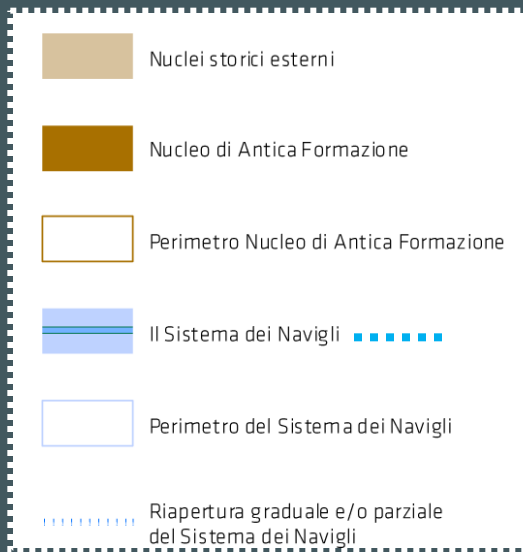 Nuclei storici esterni
Nucleo di Antica Formazione
Perimetro Nucleo di Antica Formazione
Il Sistema dei Navigli
Perimetro del Sistema dei Navigli
Riapertura graduale e/o parziale
del Sistema dei Navigli